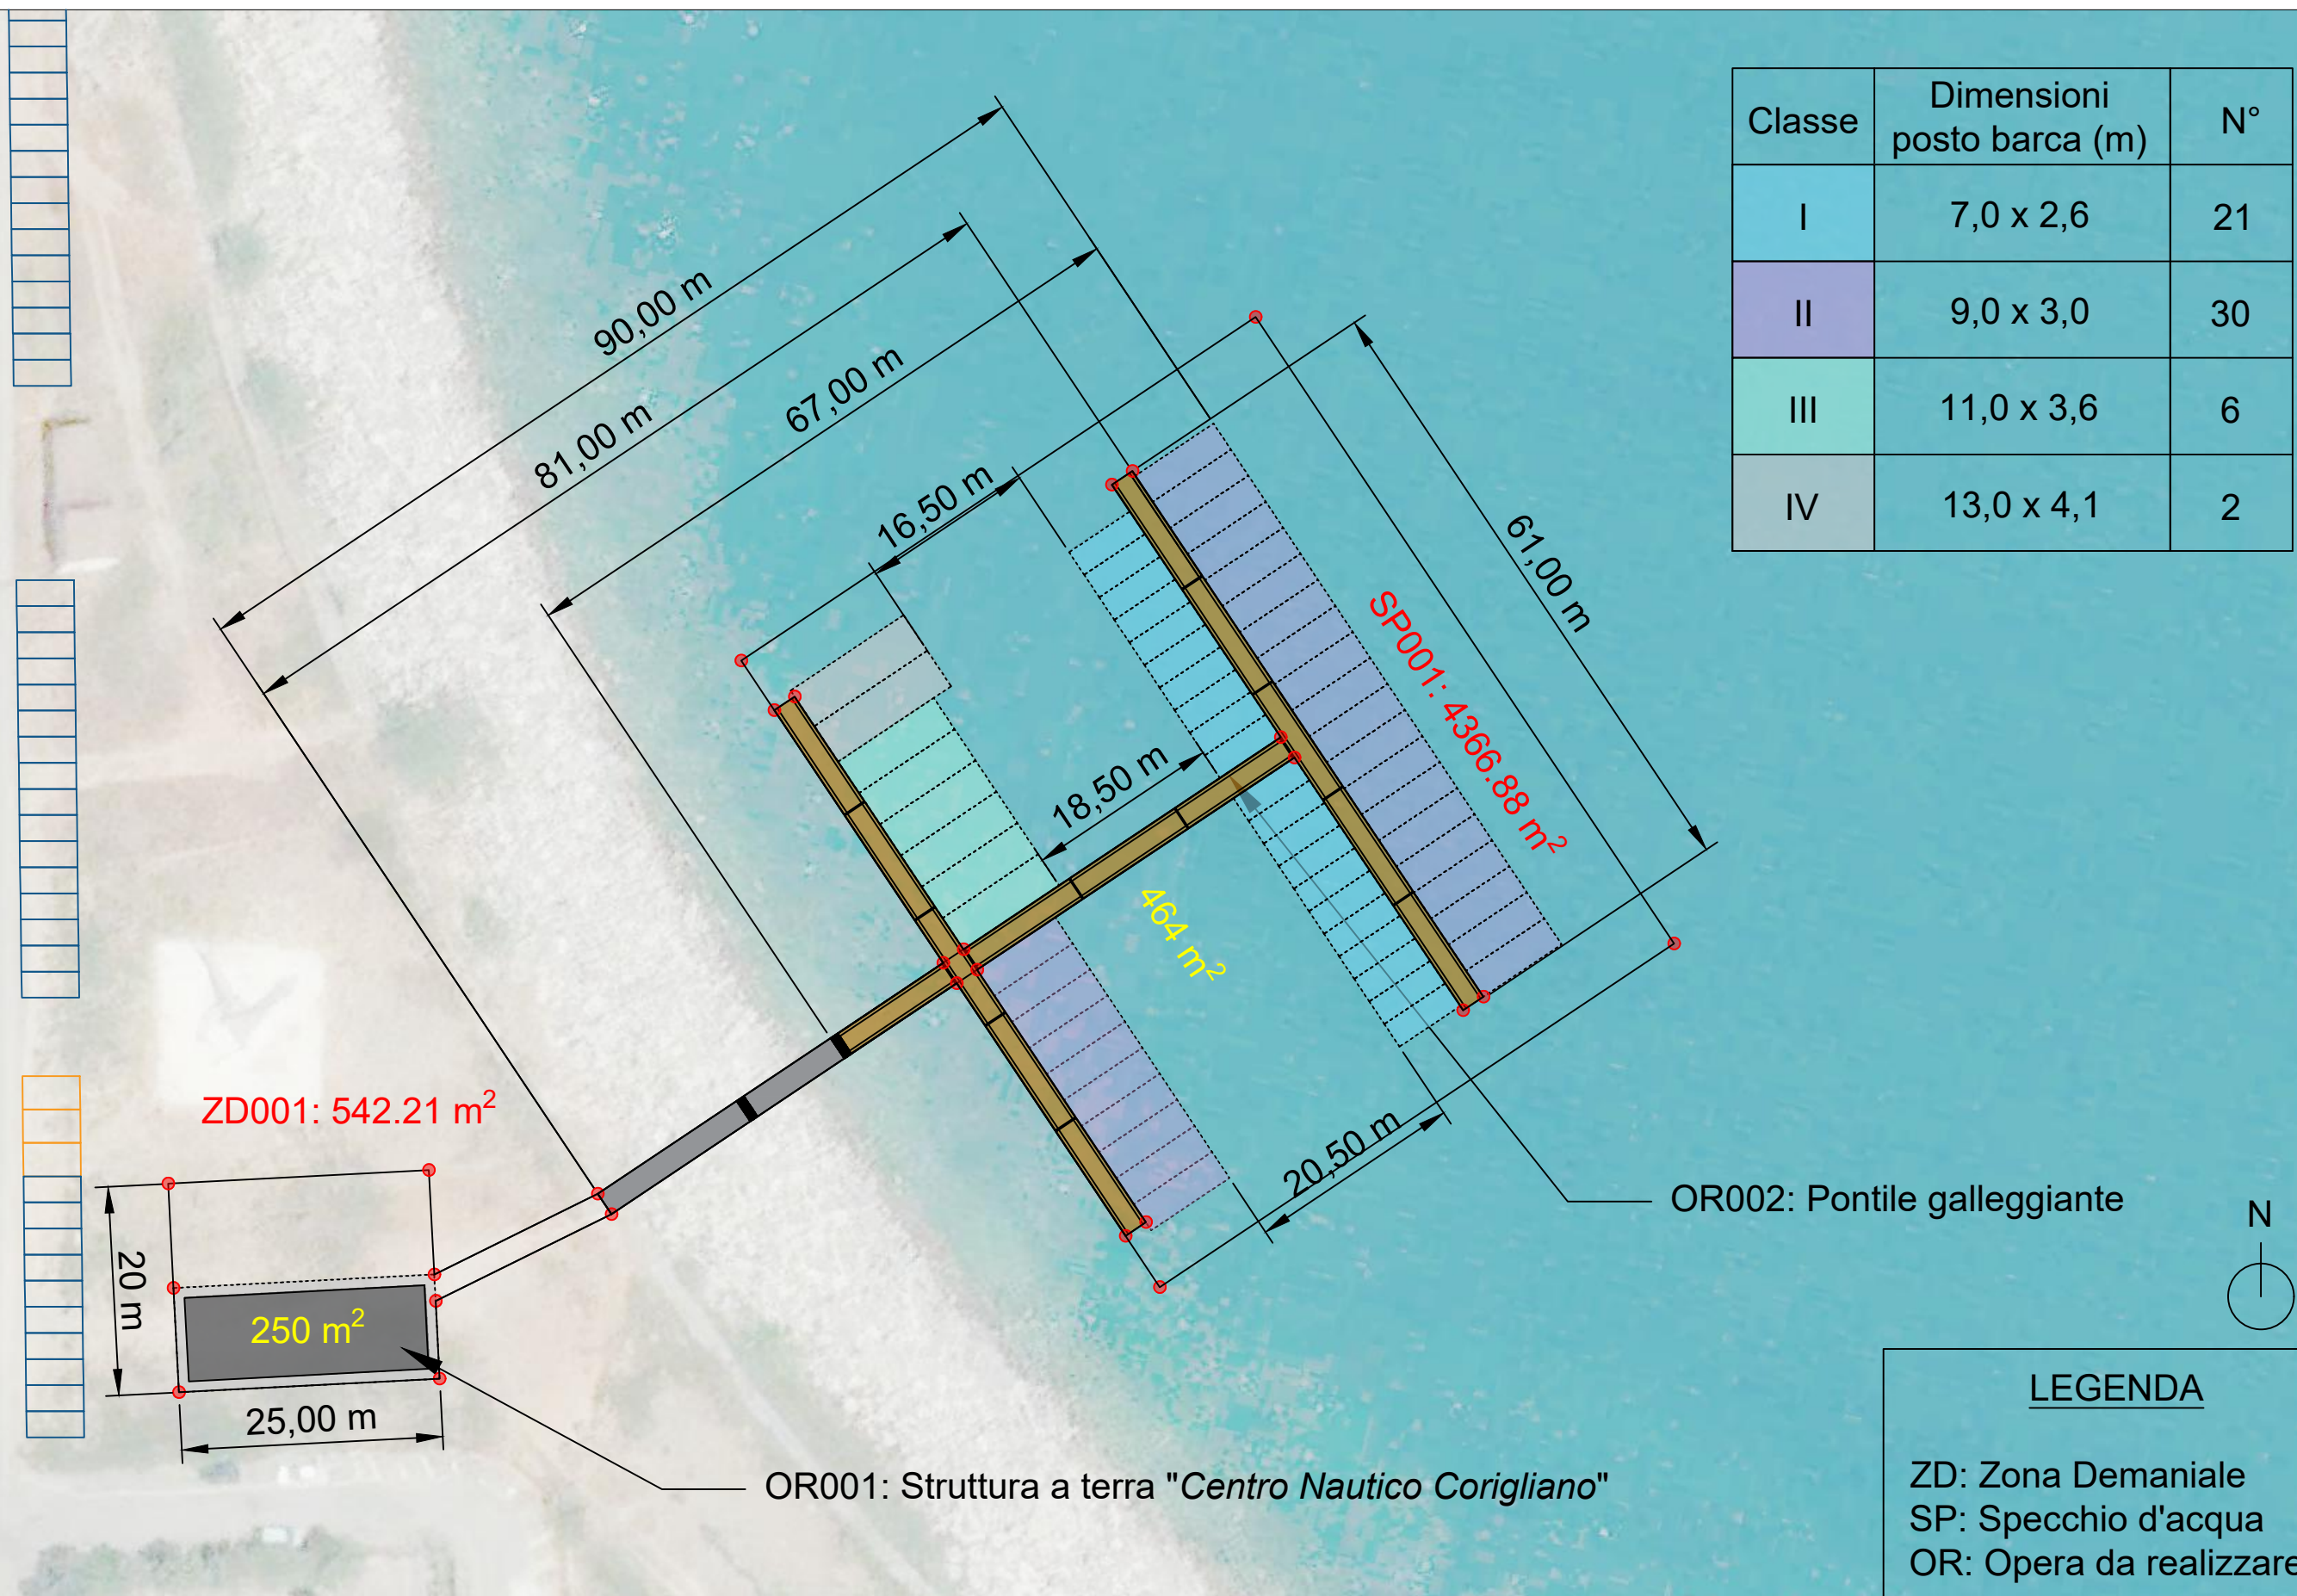 Classe
Dimensioni
posto barca (m)
N°
I
7,0 x 2,6
21
II
9,0 x 3,0
30
III
11,0 x 3,6
6
IV
13,0 x 4,1
2
90,00 m
81,00 m
67,00 m
16,50 m
61,00 m
SP001: 4366.88 m²
18,50 m
464 m²
20,50 m
ZD001: 542.21 m²
OR002: Pontile galleggiante
N
20 m
250 m²
25,00 m
OR001: Struttura a terra "Centro Nautico Corigliano"
LEGENDA
ZD: Zona Demaniale
SP: Specchio d'acqua
OR: Opera da realizzare